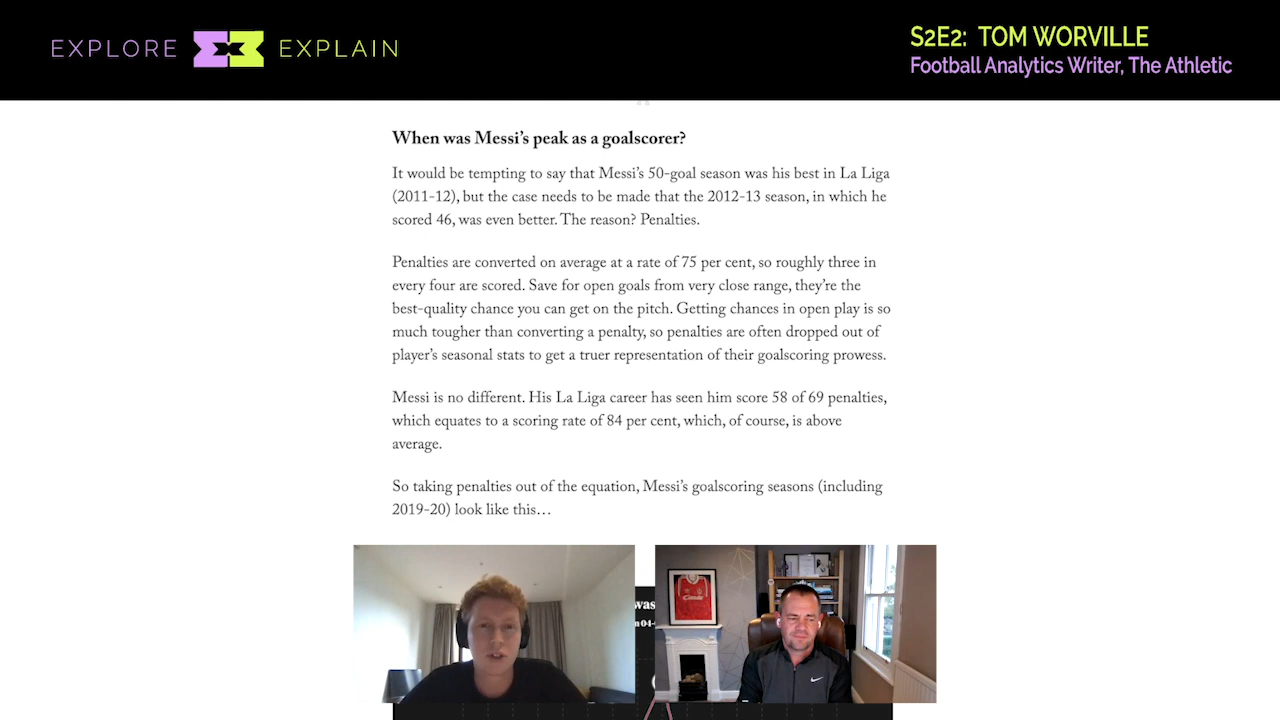 EXPLORE EXPLAIN
S2E2: TOM WORVILLE
Football Analytics Writer, The Athletic
When was Messi’s peak as a goalscorer?
It would be tempting to say that Messi’s 50-goal season was his best in La Liga
(2011-12), but the case needs to be made that the 2012-13 season, in which he
scored 46, was even better. The reason? Penalties.
Penalties are converted on average at a rate of 75 per cent, so roughly three in
every four are scored. Save for open goals from very close range, they’re the
best-quality chance you can get on the pitch. Getting chances in open play is so
much tougher than converting a penalty, so penalties are often dropped out of
player’s seasonal stats to get a truer representation of their goalscoring prowess.
Messi is no different. His La Liga career has seen him score 58 of 69 penalties,
which equates to a scoring rate of 84 per cent, which, of course, is above
average.
So taking penalties out of the equation, Messi’s goalscoring seasons (including
2019-20) look like this…
was